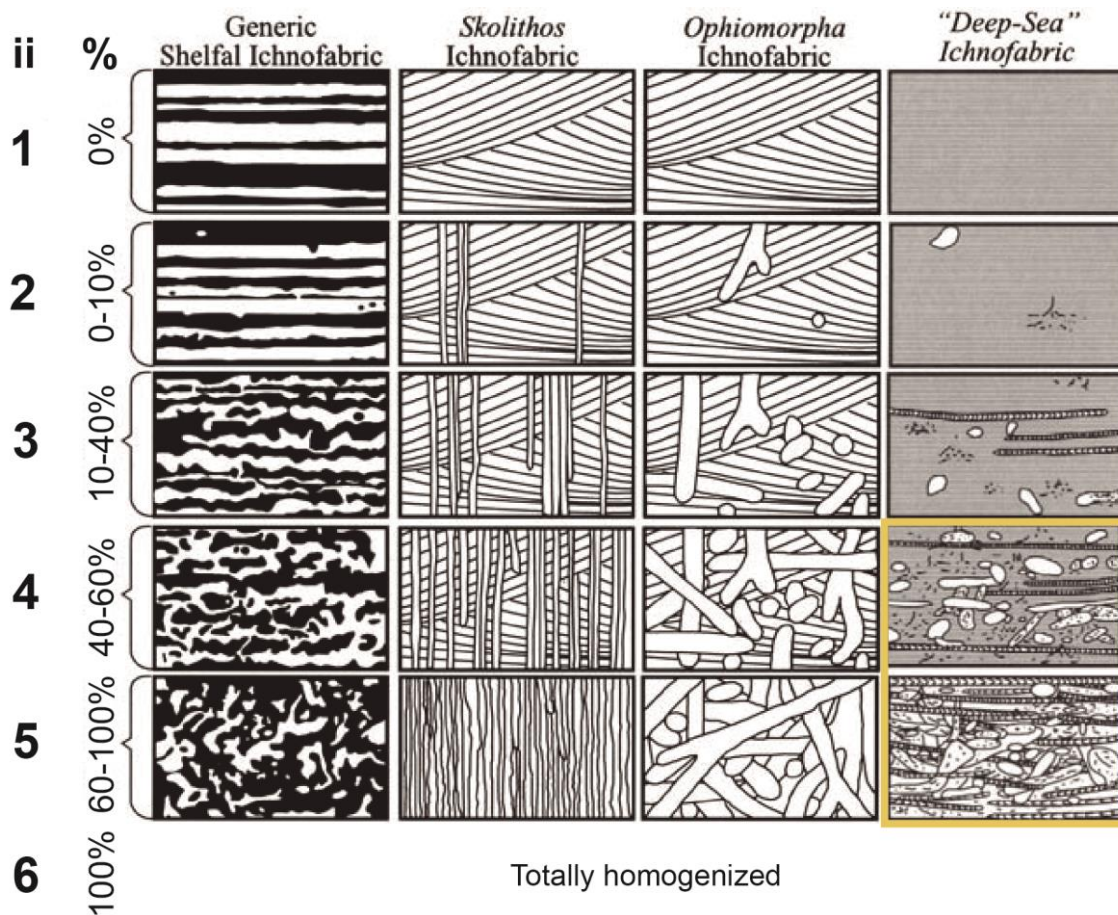 ii
%
Generic
Shelfal Ichnofabric
Skolithos
Ichnofabric
Ophiomorpha
Ichnofabric
“Deep-Sea”
Ichnofabric
1
0%
2
0-10%
3
10-40%
4
40-60%
5
60-100%
6
100%
Totally homogenized